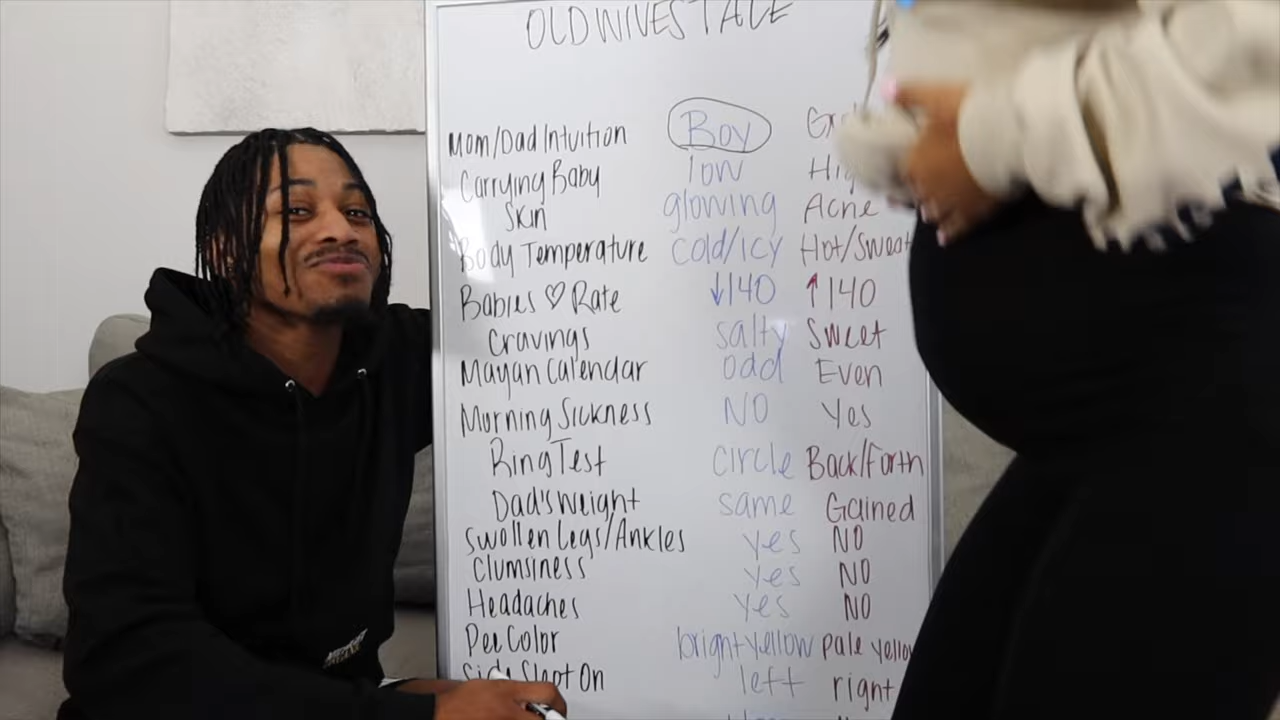 OLD WIVES TALE
Mom/Dad Intuition Boy
Carrying Baby low
Skin glowing Acne
Body Temperature Cold/Icy Hot/Sweat
Babies ♡ Rate ↓140 ↑140
Cravings salty Sweet
Mayan Calendar odd Even
Morning Sickness NO Yes
Ring Test circle Back/Forth
Dad's Weight same Gained
Swollen Legs/Ankles yes NO
Clumsiness yes NO
Headaches yes NO
Pee Color bright yellow pale yellow
Side Slept On left right